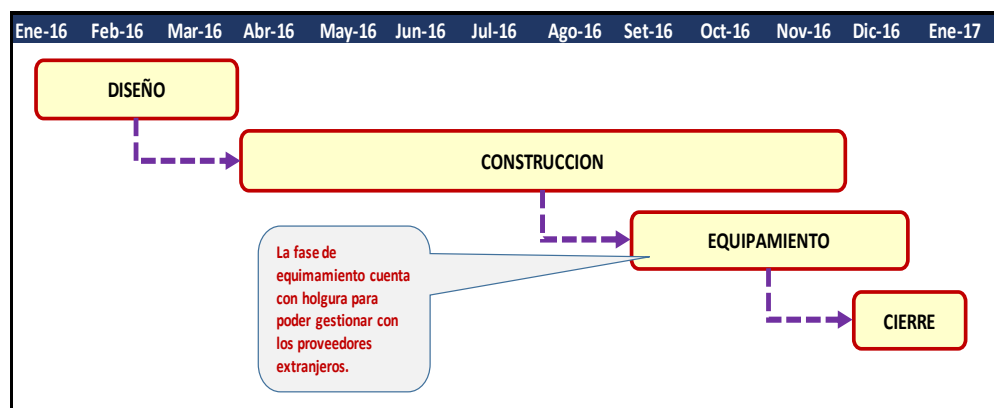 Ene-16 Feb-16 Mar-16 Abr-16 May-16 Jun-16 Jul-16 Ago-16 Set-16 Oct-16 Nov-16 Dic-16 Ene-17
DISEÑO
CONSTRUCCION
EQUIPAMIENTO
La fase de
equimamiento cuenta
con holgura para
poder gestionar con
los proveedores
extranjeros.
CIERRE